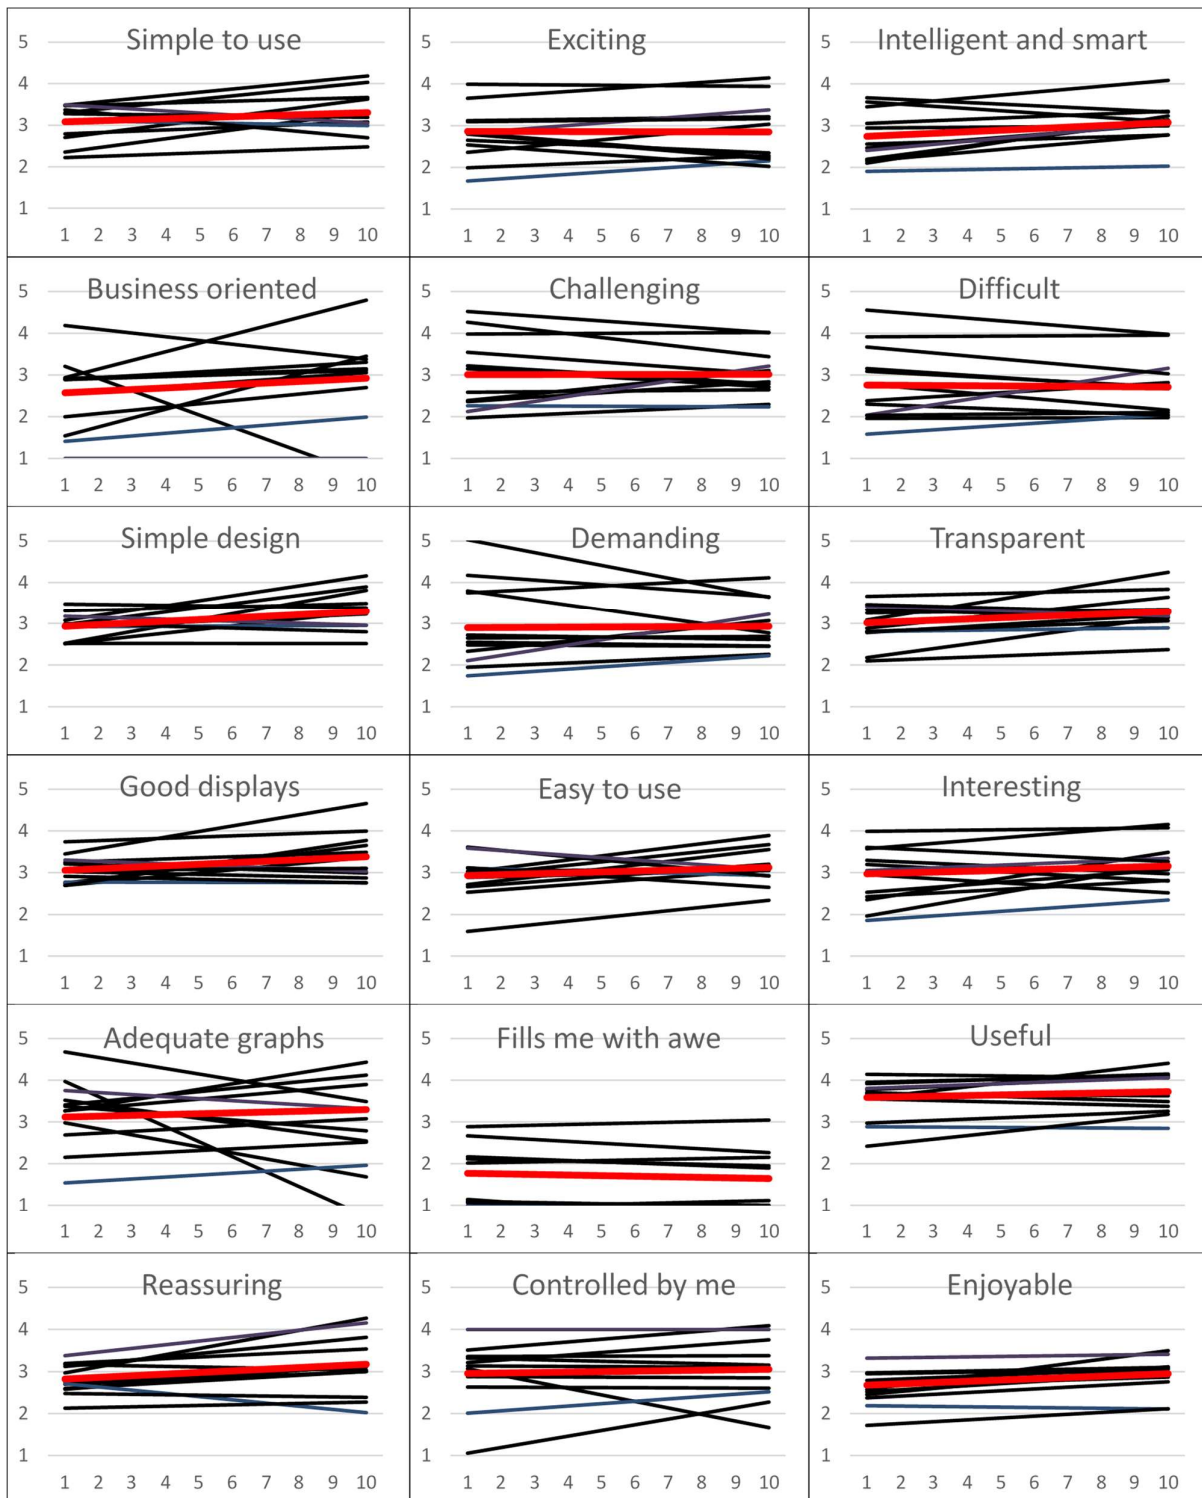 Simple to use
5
4
3
2
1
1 2 3 4 5 6 7 8 9 10
Exciting
5
4
3
2
1
1 2 3 4 5 6 7 8 9 10
Intelligent and smart
5
4
3
2
1
1 2 3 4 5 6 7 8 9 10
Business oriented
5
4
3
2
1
1 2 3 4 5 6 7 8 9 10
Challenging
5
4
3
2
1
1 2 3 4 5 6 7 8 9 10
Difficult
5
4
3
2
1
1 2 3 4 5 6 7 8 9 10
Simple design
5
4
3
2
1
1 2 3 4 5 6 7 8 9 10
Demanding
5
4
3
2
1
1 2 3 4 5 6 7 8 9 10
Transparent
5
4
3
2
1
1 2 3 4 5 6 7 8 9 10
Good displays
5
4
3
2
1
1 2 3 4 5 6 7 8 9 10
Easy to use
5
4
3
2
1
1 2 3 4 5 6 7 8 9 10
Interesting
5
4
3
2
1
1 2 3 4 5 6 7 8 9 10
Adequate graphs
5
4
3
2
1
1 2 3 4 5 6 7 8 9 10
Fills me with awe
5
4
3
2
1
1 2 3 4 5 6 7 8 9 10
Useful
5
4
3
2
1
1 2 3 4 5 6 7 8 9 10
Reassuring
5
4
3
2
1
1 2 3 4 5 6 7 8 9 10
Controlled by me
5
4
3
2
1
1 2 3 4 5 6 7 8 9 10
Enjoyable
5
4
3
2
1
1 2 3 4 5 6 7 8 9 10